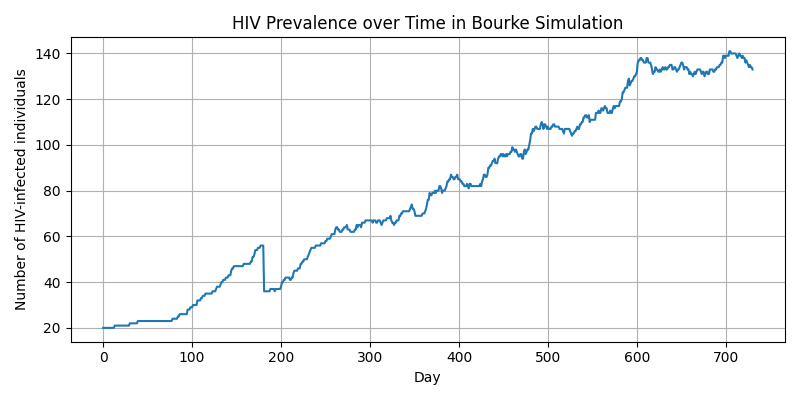 HIV Prevalence over Time in Bourke Simulation
Number of HIV-infected individuals
140
120
100
80
60
40
20
0 100 200 300 400 500 600 700
Day